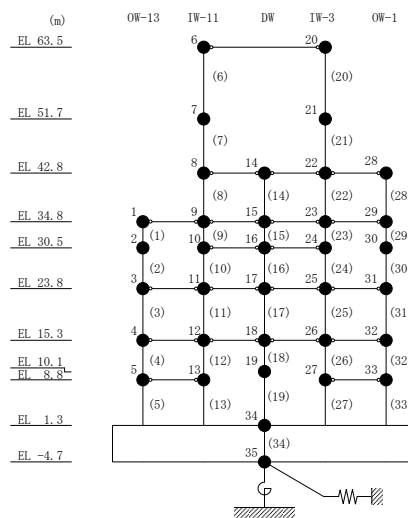 (m) OW-13 IW-11 DW IW-3 OW-1
EL 63.5 6 20
(6) (20)
EL 51.7 7 21
(7) (21)
EL 42.8 8 14 22 28
(8) (14) (22) (28)
EL 34.8 1 9 15 23 29
(1) (9) (15) (23) (29)
EL 30.5 2 10 16 24 30
(2) (10) (16) (24) (30)
EL 23.8 3 11 17 25 31
(3) (11) (17) (25) (31)
EL 15.3 4 12 18 26 32
(4) (12) (18) (26) (32)
EL 10.1 19
EL 8.8 5 13 27 33
(5) (13) (19) (27) (33)
EL 1.3 34
(34)
EL -4.7 35